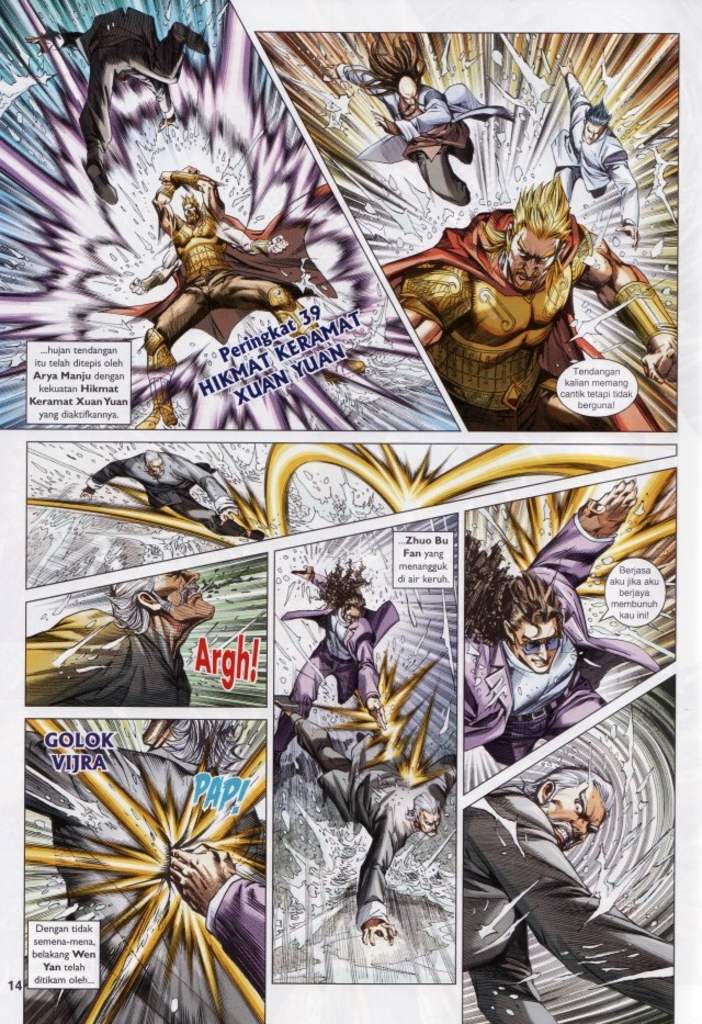 Peringkat 39
HIKMAT KERAMAT
XUAN YUAN
...hujan tendangan
itu telah ditepis oleh
Arya Manju dengan
kekuatan Hikmat
Keramat Xuan Yuan
yang diaktifkannya.
Tendangan
kalian memang
cantik tetapi tidak
berguna!
Argh!
GOLOK
VIJRA
PAP!
Dengan tidak
semena-mena,
belakang Wen
Yan telah
ditikam oleh...
...Zhuo Bu
Fan yang
menangguk
di air keruh.
Berjasa
aku jika aku
berjaya
membunuh
kau ini!
14